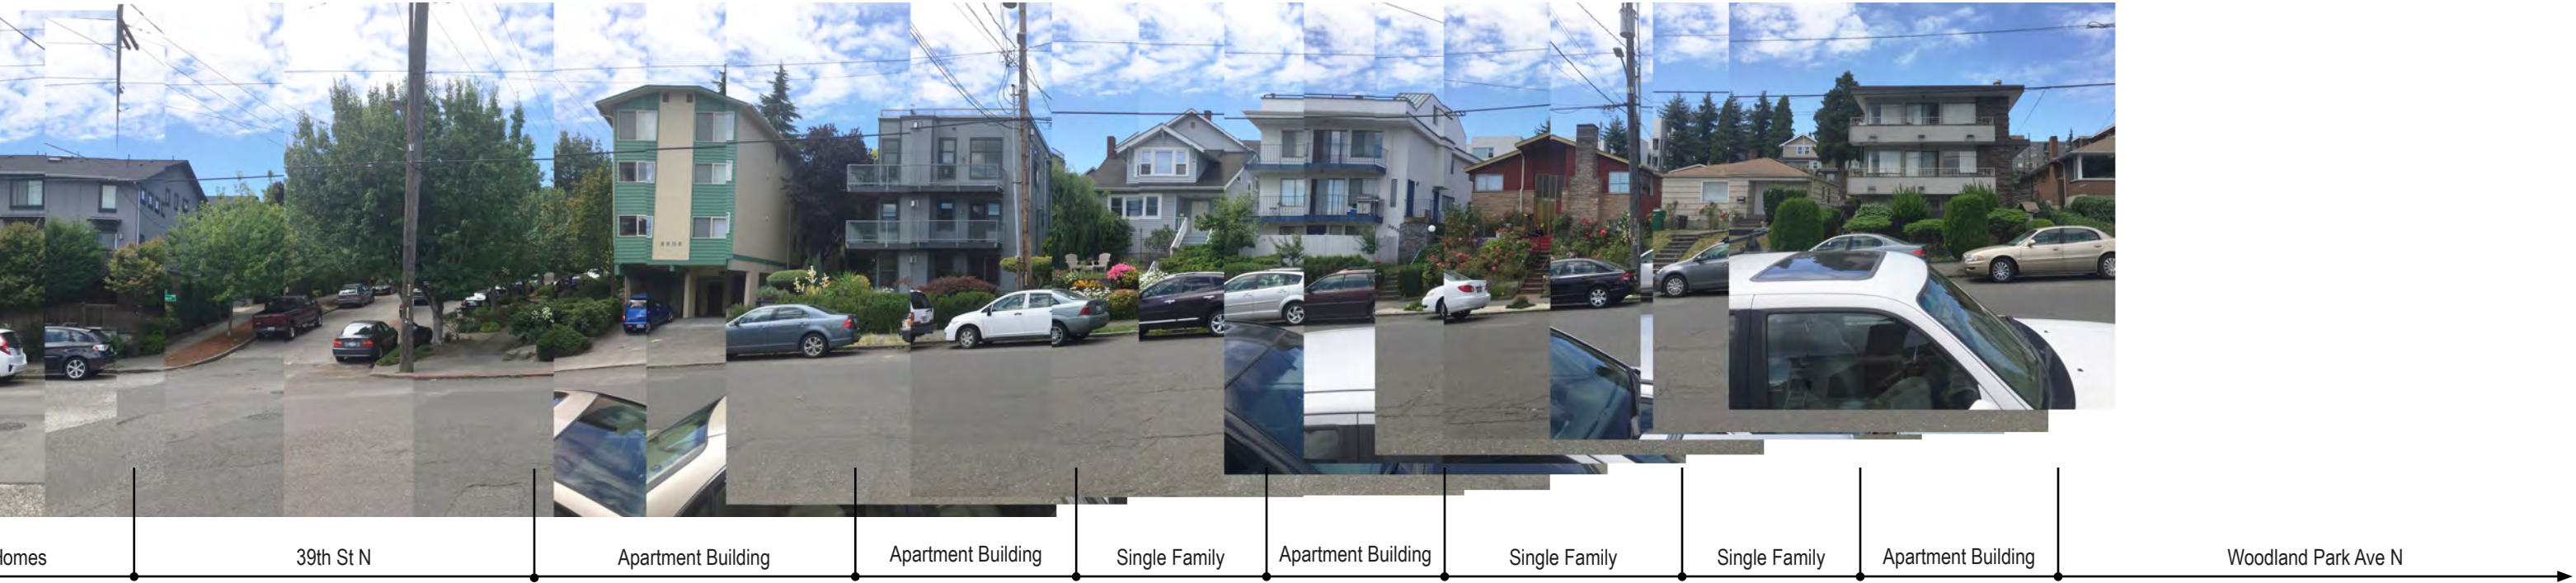 Homes
39th St N
Apartment Building
Apartment Building
Single Family
Apartment Building
Single Family
Single Family
Apartment Building
Woodland Park Ave N